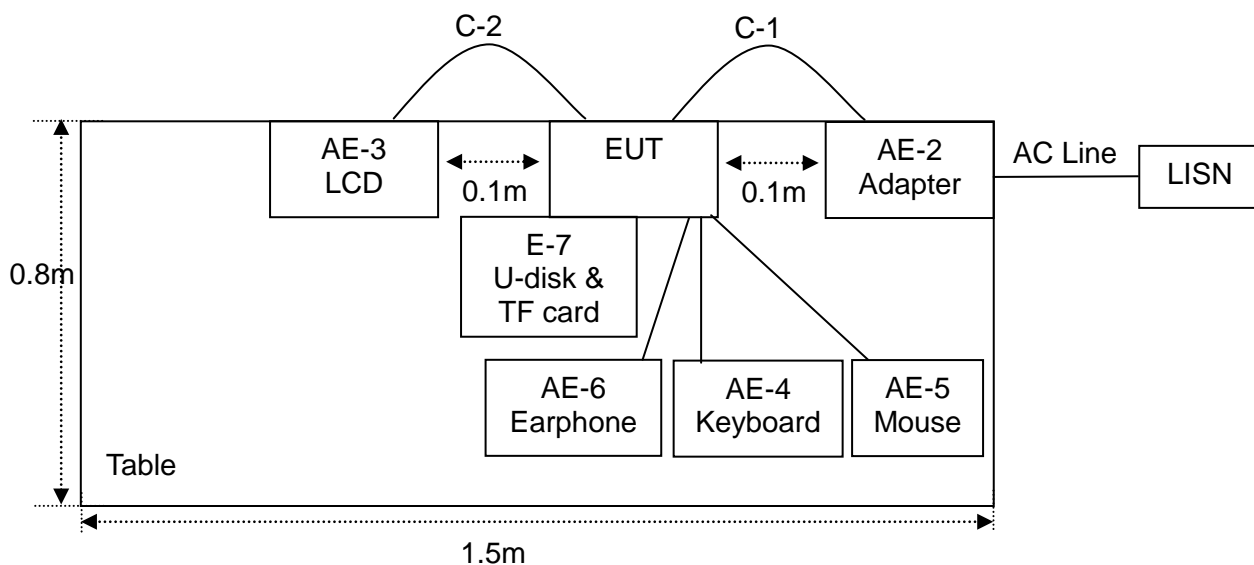 C-2
C-1
AE-3
LCD
0.1m
EUT
0.1m
AE-2
Adapter
AC Line
LISN
E-7
U-disk &
TF card
0.8m
AE-6
Earphone
AE-4
Keyboard
AE-5
Mouse
Table
1.5m